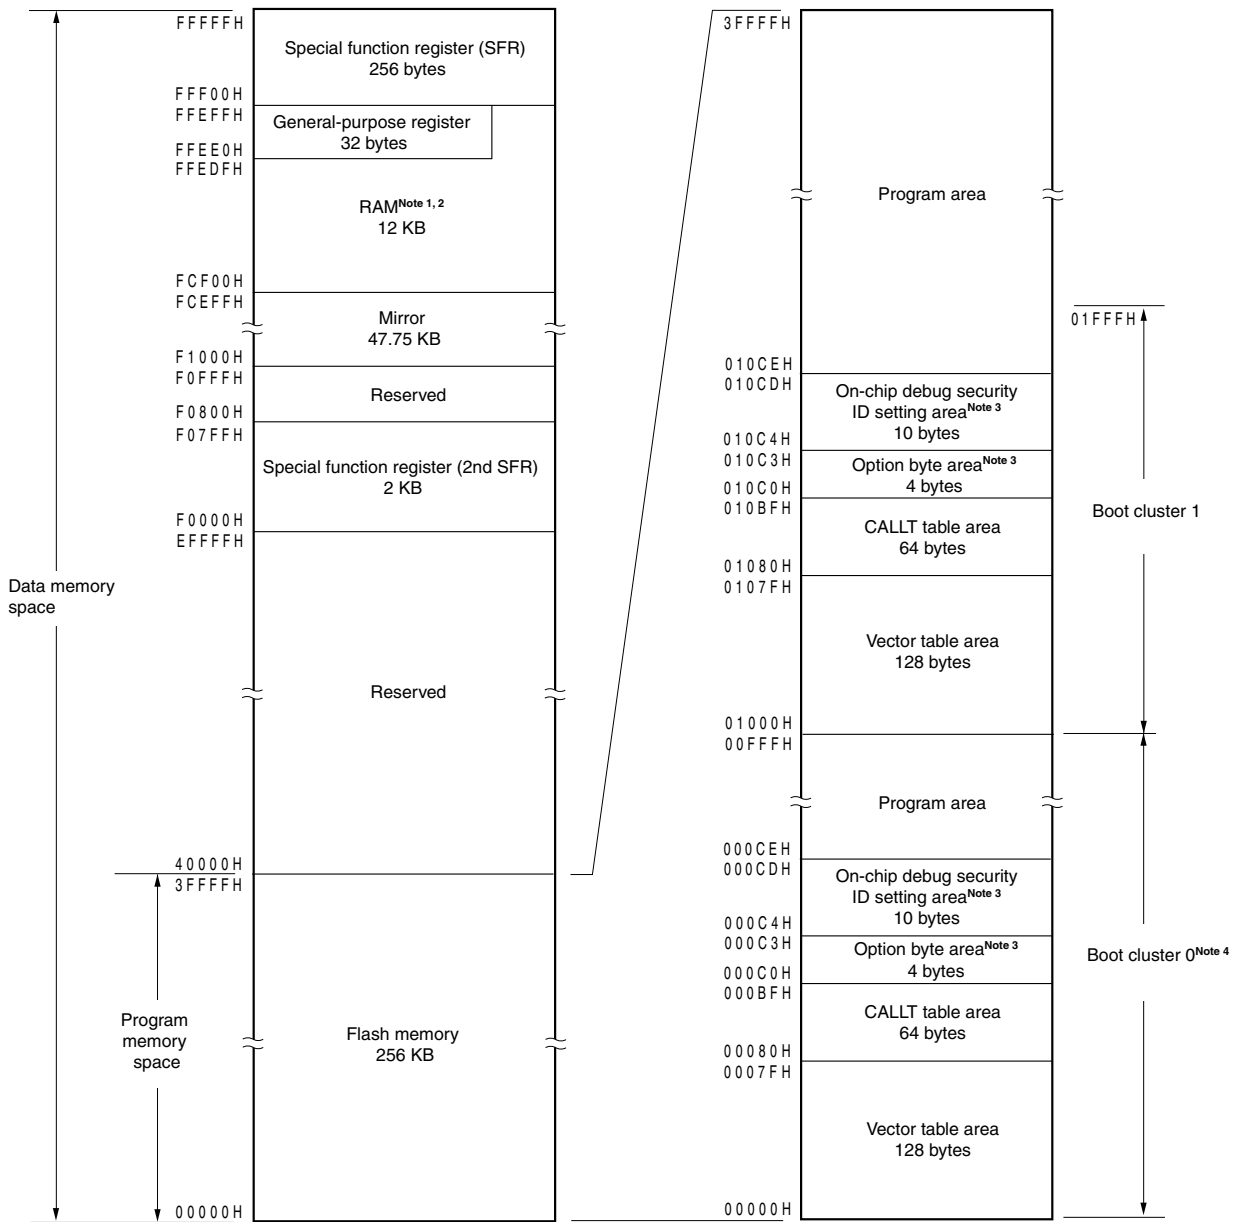 FFFFFH
Special function register (SFR)
256 bytes
FFF00H
FFEFFH
General-purpose register
32 bytes
FFEE0H
FFEDFH
RAMNote 1, 2
12 KB
FCF00H
FCEFFH
Mirror
47.75 KB
F1000H
F0FFFH
Reserved
F0800H
F07FFH
Special function register (2nd SFR)
2 KB
F0000H
EFFFFH
Data memory
space
Reserved
40000H
3FFFFH
Program
memory
space
Flash memory
256 KB
00000H
3FFFFH
Program area
01FFFH
010CEH
010CDH
On-chip debug security
ID setting areaNote 3
10 bytes
010C4H
010C3H
Option byte areaNote 3
4 bytes
010C0H
010BFH
Boot cluster 1
CALLT table area
64 bytes
01080H
0107FH
Vector table area
128 bytes
01000H
00FFFH
Program area
000CEH
000CDH
On-chip debug security
ID setting areaNote 3
10 bytes
000C4H
000C3H
Option byte areaNote 3
4 bytes
Boot cluster 0Note 4
000C0H
000BFH
CALLT table area
64 bytes
00080H
0007FH
Vector table area
128 bytes
00000H